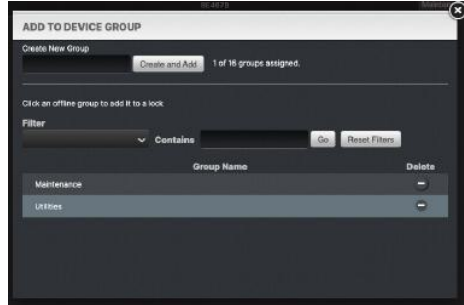 ADD TO DEVICE GROUP
Create New Group
Create and Add 1 of 16 groups assigned.
Click an offline group to add it to a lock
Filter
Contains Go Reset Filters
Group Name Delete
Maintenance
Utilities